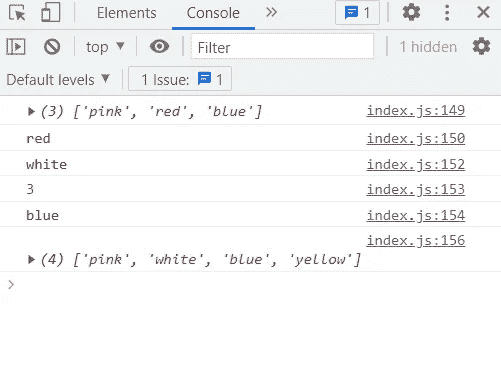 Elements Console » 1
top ▼ Filter 1 hidden
Default levels ▼ 1 Issue: 1
▶ (3) ['pink', 'red', 'blue'] index.js:149
red index.js:150
white index.js:152
3 index.js:153
blue index.js:154
index.js:156
▶ (4) ['pink', 'white', 'blue', 'yellow']
>